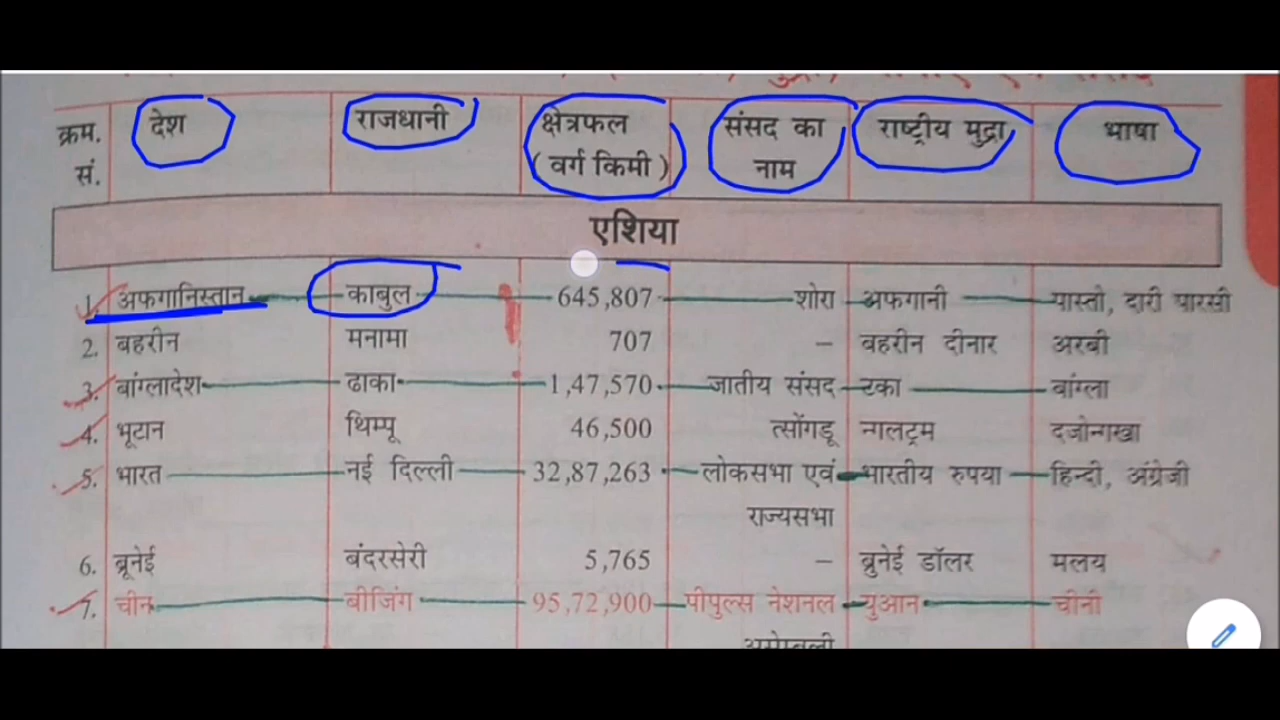 क्रम. देश राजधानी क्षेत्रफल संसद का राष्ट्रीय मुद्रा भाषा
सं. ( वर्ग किमी ) नाम
एशिया
1. अफगानिस्तान काबुल 645,807 शोरा अफगानी पास्तो, दारी पारसी
2. बहरीन मनामा 707 – बहरीन दीनार अरबी
3. बांग्लादेश ढाका 1,47,570 जातीय संसद टका बांग्ला
4. भूटान थिम्पू 46,500 त्सोंगडू न्गलट्रम दजोन्गखा
5. भारत नई दिल्ली 32,87,263 लोकसभा एवं भारतीय रुपया हिन्दी, अंग्रेजी
राज्यसभा
6. ब्रूनेई बंदरसेरी 5,765 – ब्रुनेई डॉलर मलय
7. चीन बीजिंग 95,72,900 पीपुल्स नेशनल युआन चीनी